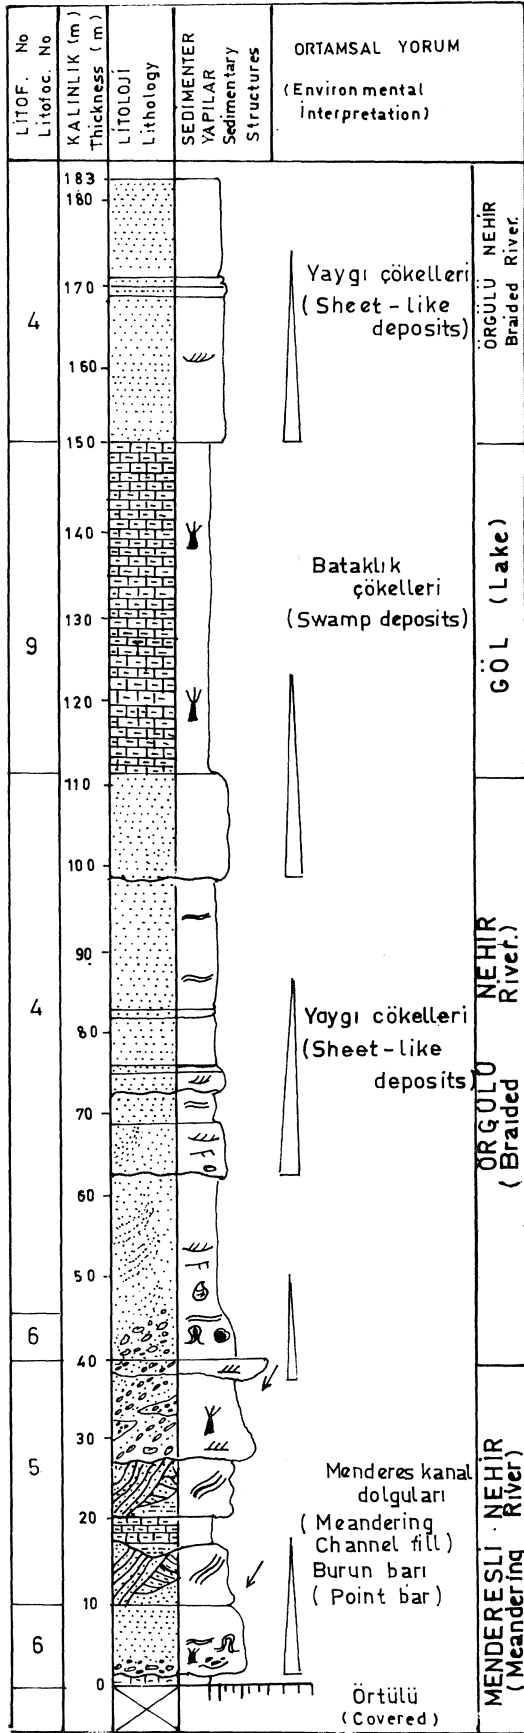 LİTOF. No
Litofoc. No
KALINLIK (m)
Thickness (m)
LİTOLOJİ
Lithology
SEDİMENTER
YAPILAR
Sedimentary
Structures
ORTAMSAL YORUM
(Environmental
İnterpretation)
183
180
170
160
150
140
130
120
110
100
90
80
70
60
50
40
30
20
10
0
4
9
4
6
5
6
Yaygı çökelleri
(Sheet-like
deposits)
Bataklık
çökelleri
(Swamp deposits)
Yaygı cökelleri
(Sheet-like
deposits)
Menderes kanal
dolguları
(Meandering
Channel fill)
Burun barı
(Point bar)
Örtülü
(Covered)
ÖRGÜLÜ NEHİR
Braided River.
GÖL (Lake)
ÖRGÜLÜ NEHİR
(Braided River.)
MENDERESLİ NEHİR
(Meandering River)